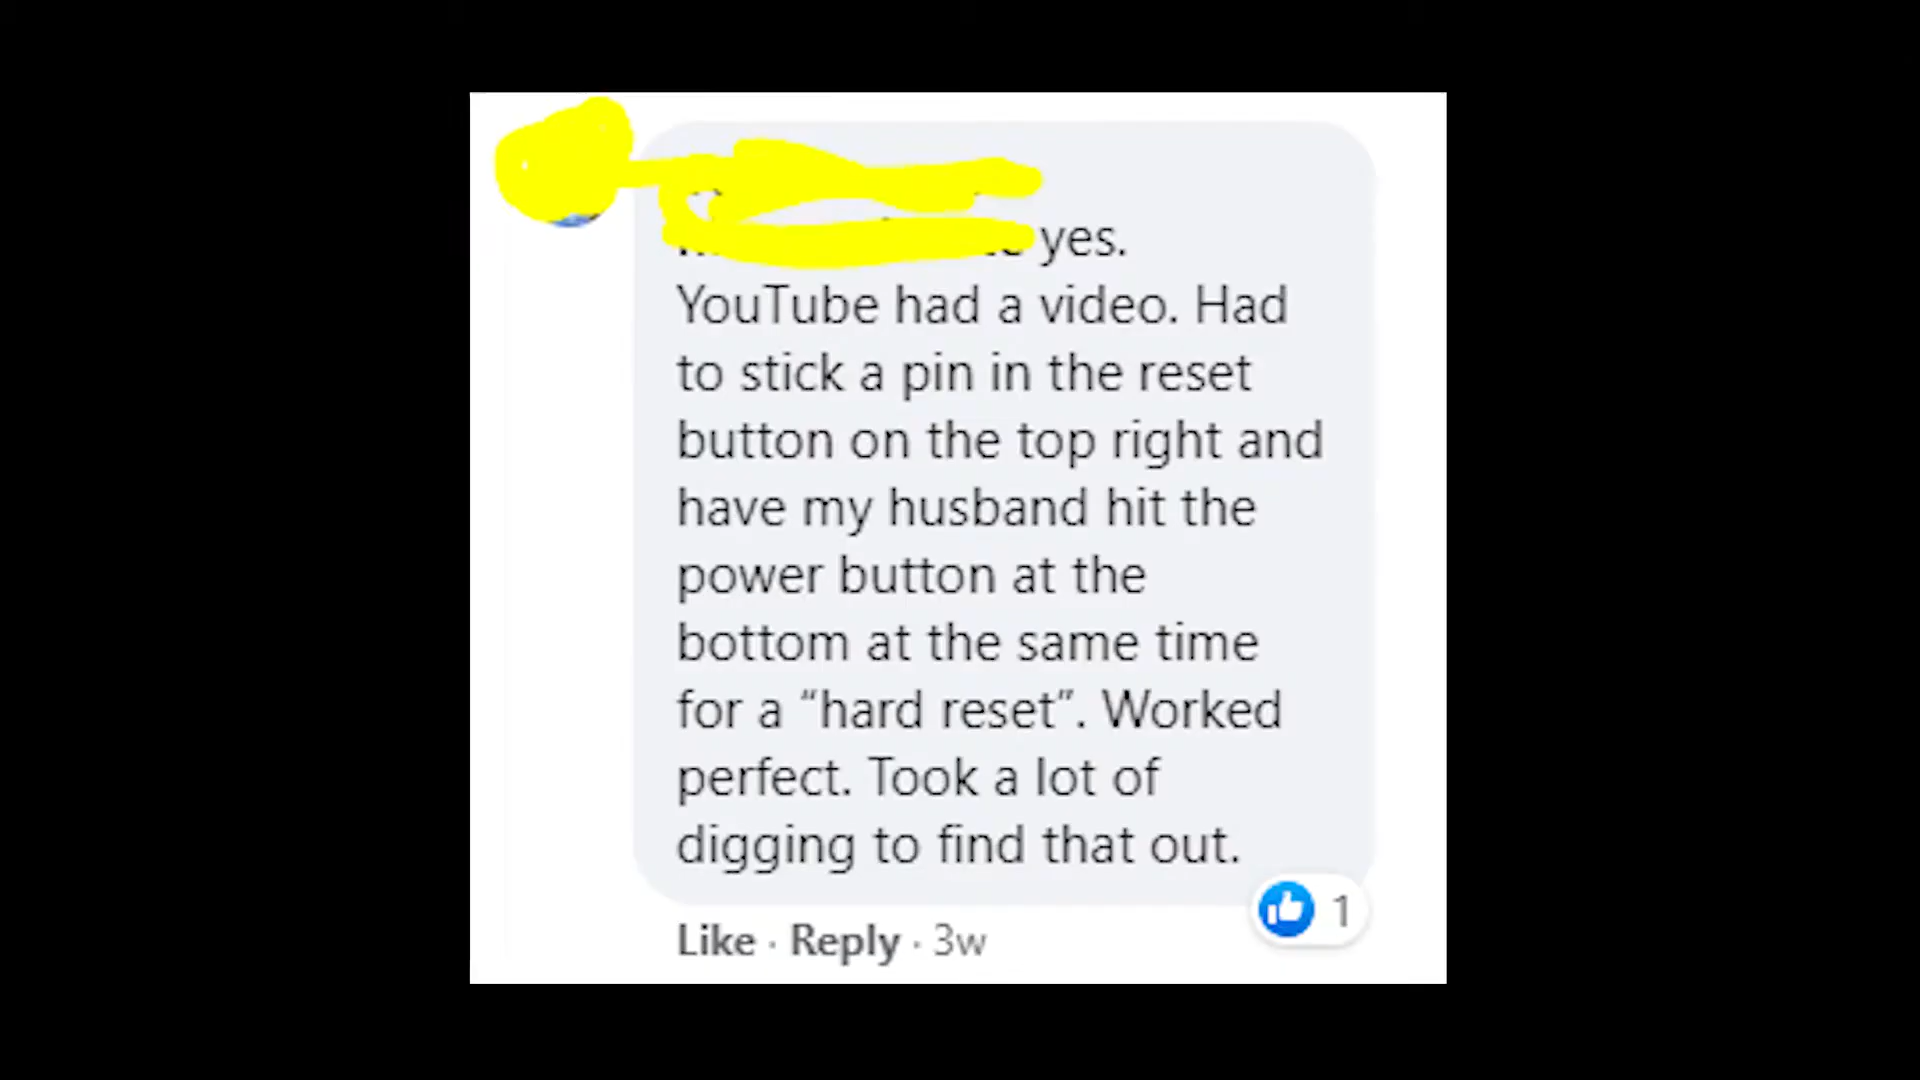 yes.
YouTube had a video. Had
to stick a pin in the reset
button on the top right and
have my husband hit the
power button at the
bottom at the same time
for a “hard reset”. Worked
perfect. Took a lot of
digging to find that out.
1
Like · Reply · 3w